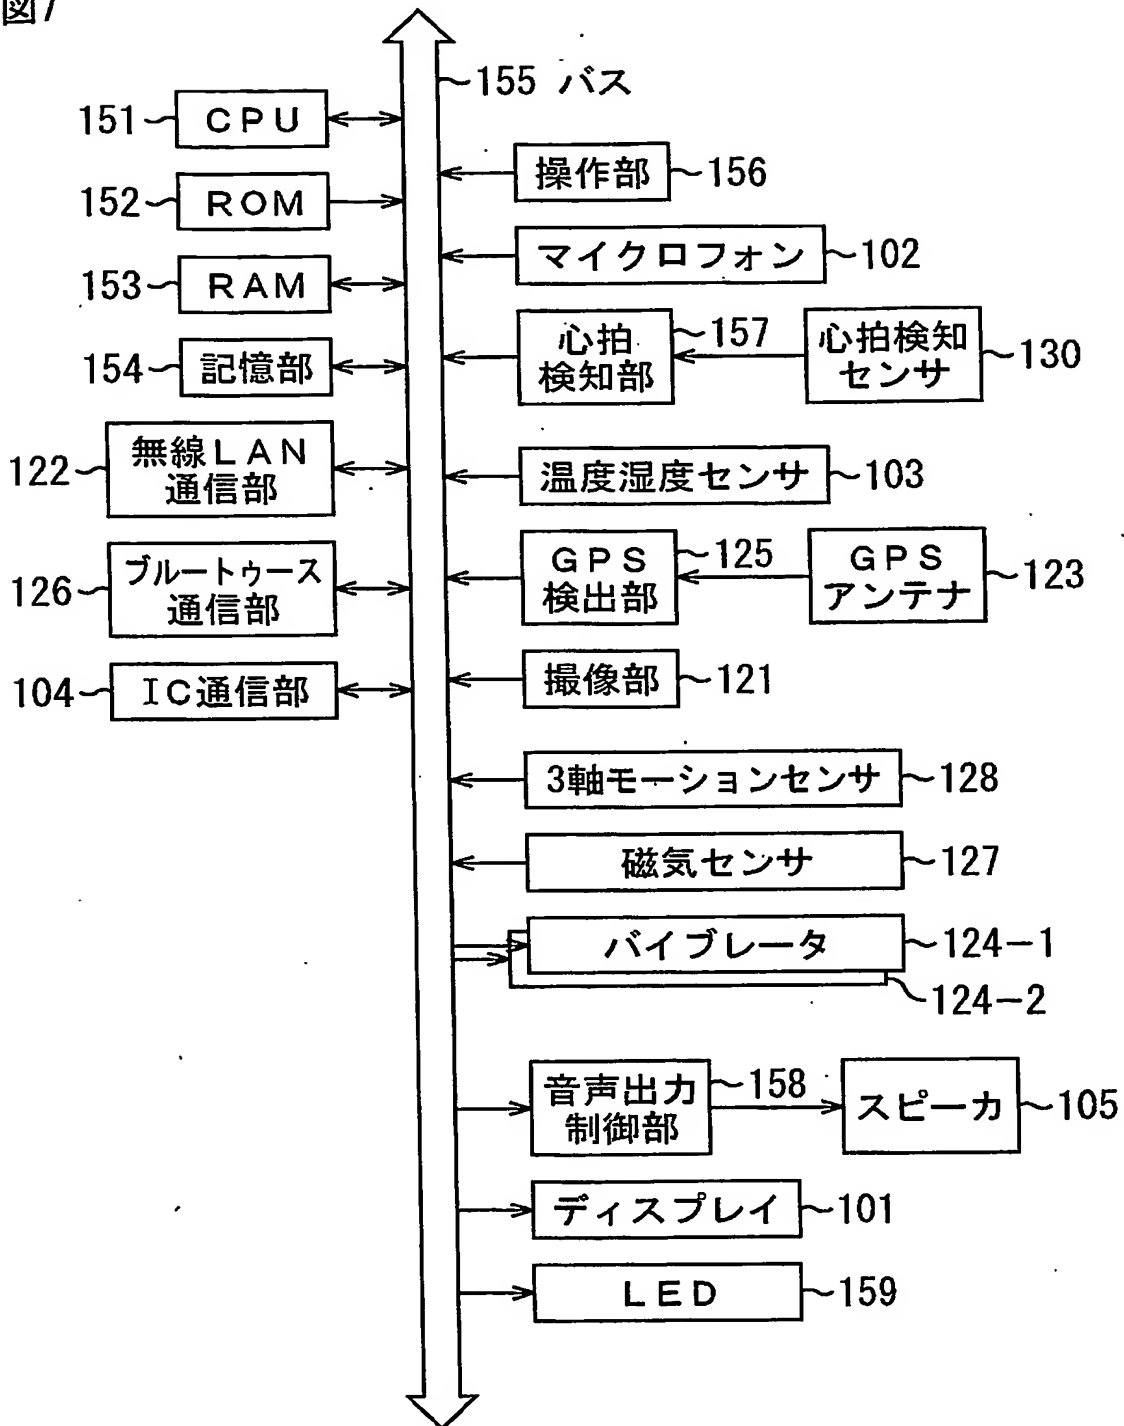 図7
155 バス
151 CPU
152 ROM
153 RAM
154 記憶部
122 無線LAN
通信部
126 ブルートゥース
通信部
104 IC通信部
操作部 156
マイクロフォン 102
心拍
検知部 157
心拍検知
センサ 130
温度湿度センサ 103
GPS
検出部 125
GPS
アンテナ 123
撮像部 121
3軸モーションセンサ 128
磁気センサ 127
バイブレータ 124-1
124-2
音声出力
制御部 158
スピーカ 105
ディスプレイ 101
LED 159